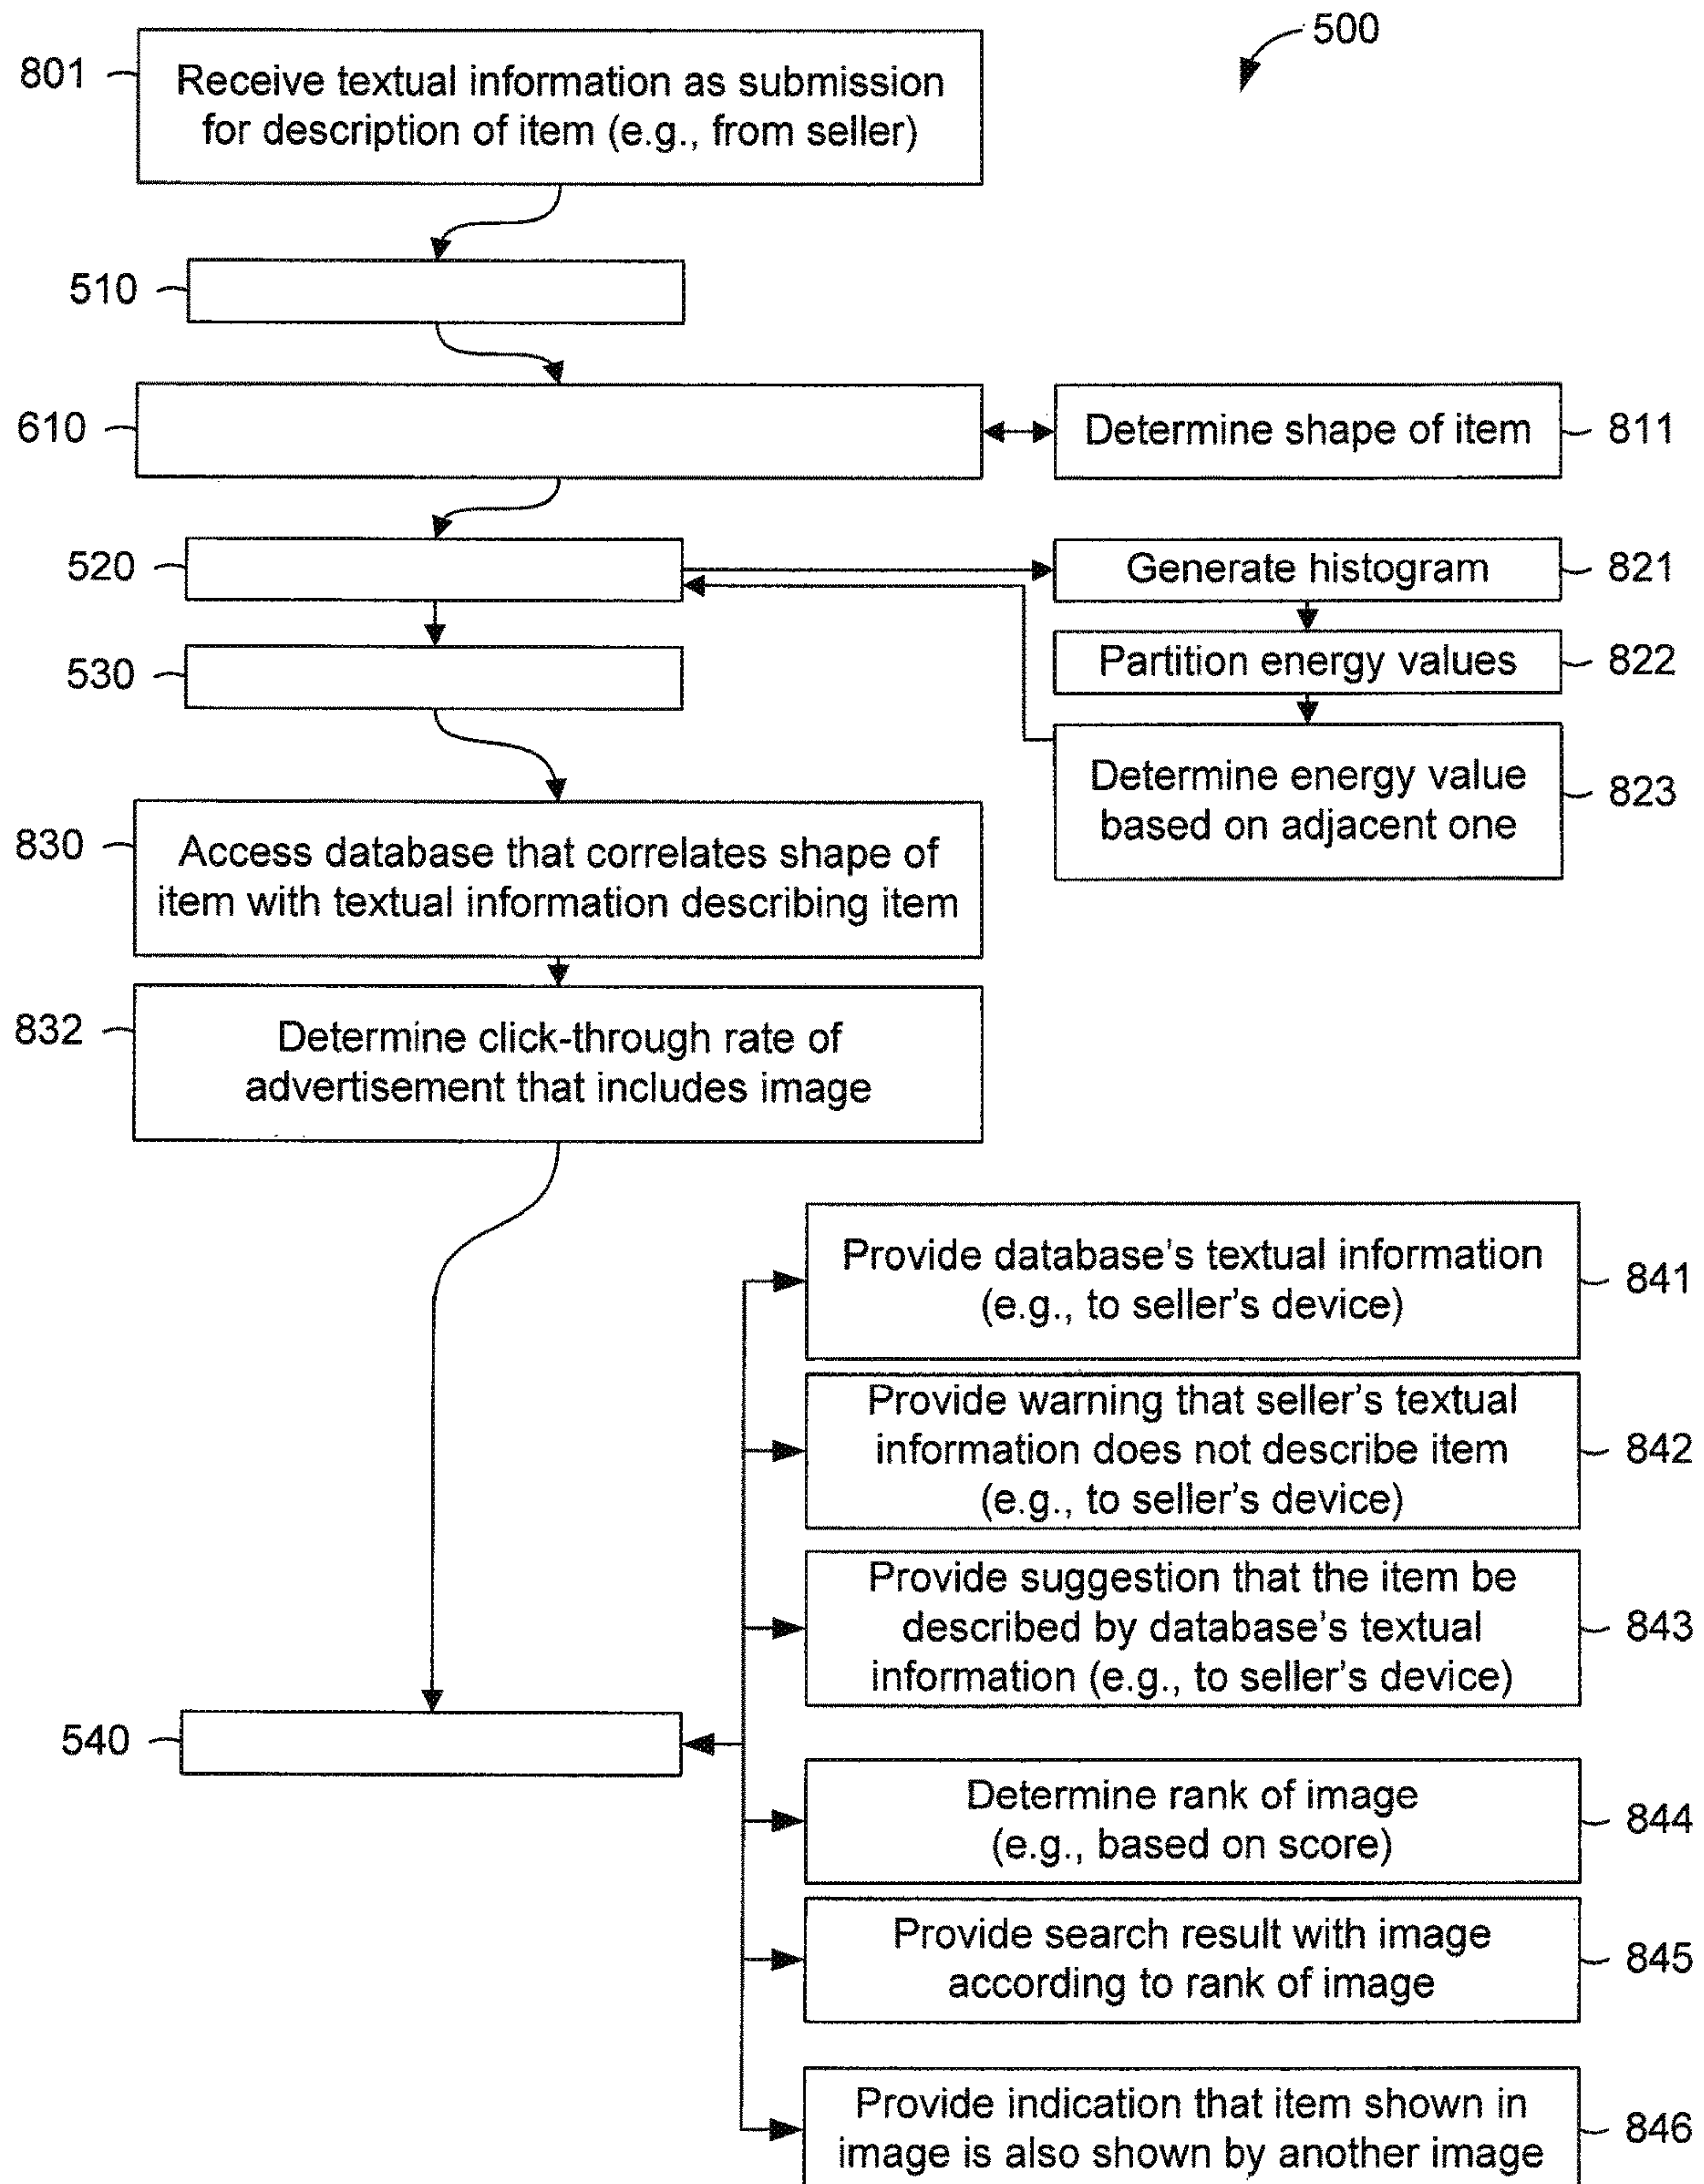 500
801
Receive textual information as submission
for description of item (e.g., from seller)
510
610
Determine shape of item
811
520
Generate histogram
821
530
Partition energy values
822
Determine energy value
based on adjacent one
823
830
Access database that correlates shape of
item with textual information describing item
832
Determine click-through rate of
advertisement that includes image
Provide database's textual information
(e.g., to seller's device)
841
Provide warning that seller's textual
information does not describe item
(e.g., to seller's device)
842
Provide suggestion that the item be
described by database's textual
information (e.g., to seller's device)
843
540
Determine rank of image
(e.g., based on score)
844
Provide search result with image
according to rank of image
845
Provide indication that item shown in
image is also shown by another image
846